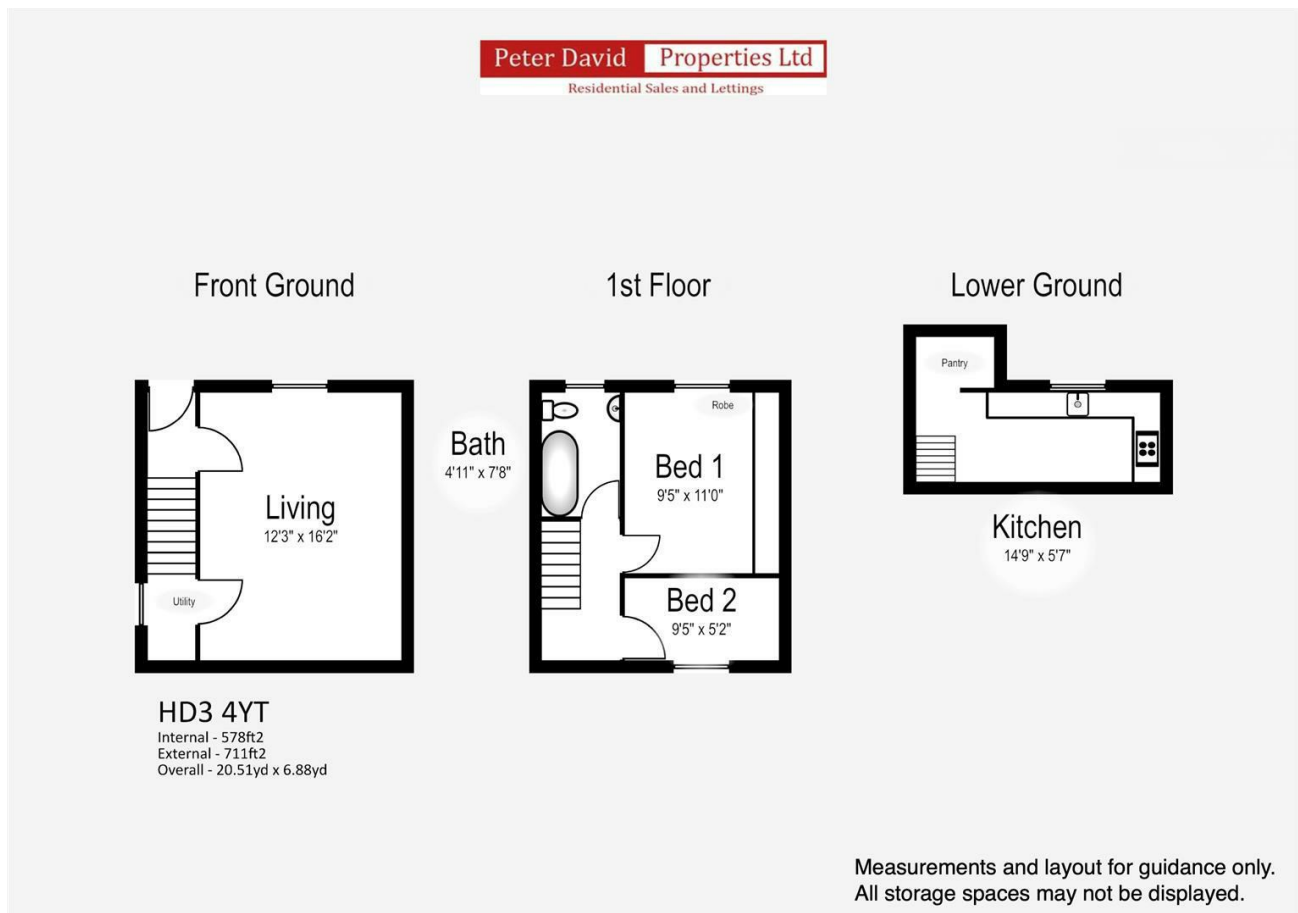 Peter David Properties Ltd
Residential Sales and Lettings
Front Ground
1st Floor
Lower Ground
Pantry
Robe
Bath
4'11" x 7'8"
Bed 1
9'5" x 11'0"
Living
12'3" x 16'2"
Kitchen
14'9" x 5'7"
Utility
Bed 2
9'5" x 5'2"
HD3 4YT
Internal - 578ft2
External - 711ft2
Overall - 20.51yd x 6.88yd
Measurements and layout for guidance only.
All storage spaces may not be displayed.